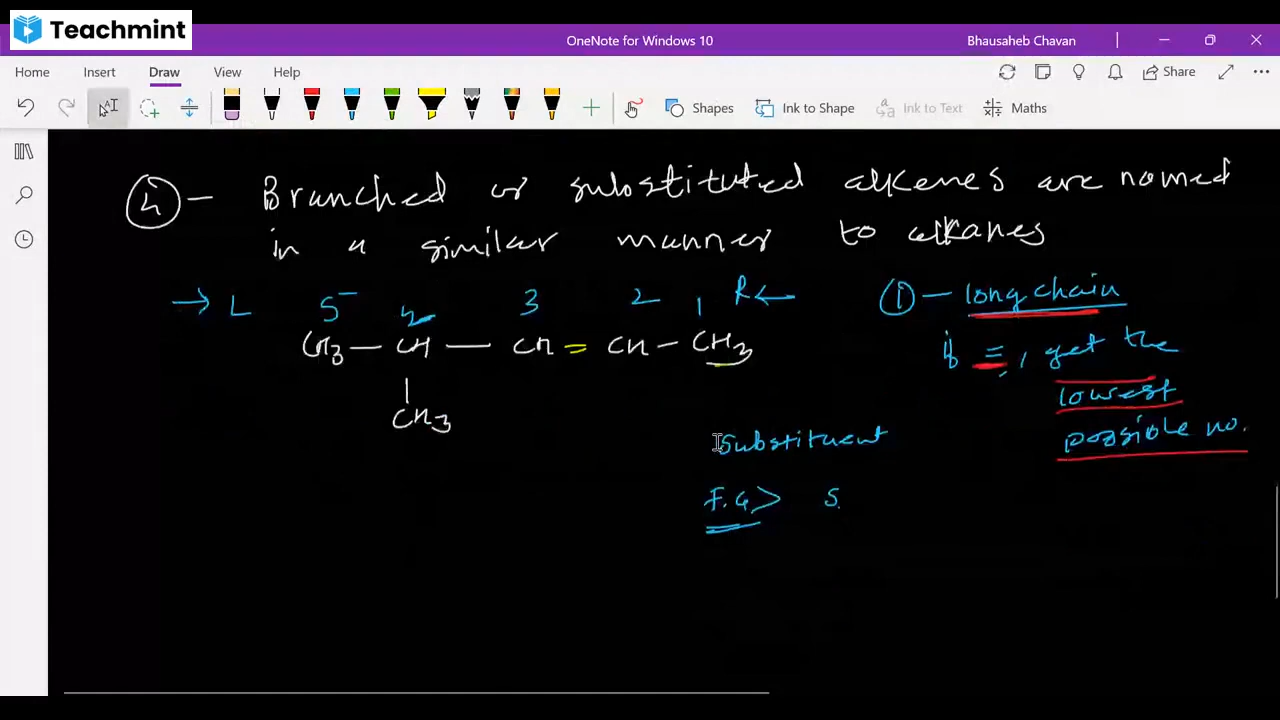 Teachmint
OneNote for Windows 10
Bhausaheb Chavan
Home Insert Draw View Help
Share
Shapes Ink to Shape Ink to Text Maths
Branched or substituted alkenes are named
in a similar manner to alkanes
→ L 5 4 3 2 1 R ←
CH3 — CH — CH = CH — CH3
|
CH3
① — long chain
if =, get the
lowest
possible no.
Substituent
F.G > S.